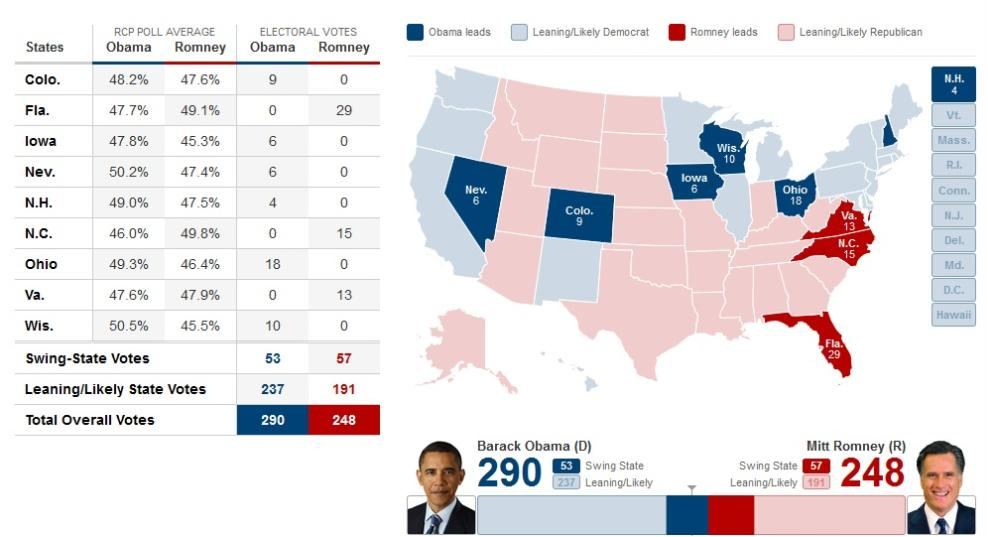 RCP POLL AVERAGE ELECTORAL VOTES
States Obama Romney Obama Romney
Colo. 48.2% 47.6% 9 0
Fla. 47.7% 49.1% 0 29
Iowa 47.8% 45.3% 6 0
Nev. 50.2% 47.4% 6 0
N.H. 49.0% 47.5% 4 0
N.C. 46.0% 49.8% 0 15
Ohio 49.3% 46.4% 18 0
Va. 47.6% 47.9% 0 13
Wis. 50.5% 45.5% 10 0
Swing-State Votes 53 57
Leaning/Likely State Votes 237 191
Total Overall Votes 290 248
Obama leads Leaning/Likely Democrat Romney leads Leaning/Likely Republican
N.H.
4
Vt.
Mass.
R.I.
Conn.
N.J.
Del.
Md.
D.C.
Hawaii
Wis.
10
Iowa
6
Nev.
6
Ohio
18
Colo.
9
Va.
13
N.C.
15
Fla.
29
Barack Obama (D)
290
53 Swing State
237 Leaning/Likely
Mitt Romney (R)
Swing State 57
Leaning/Likely 191
248